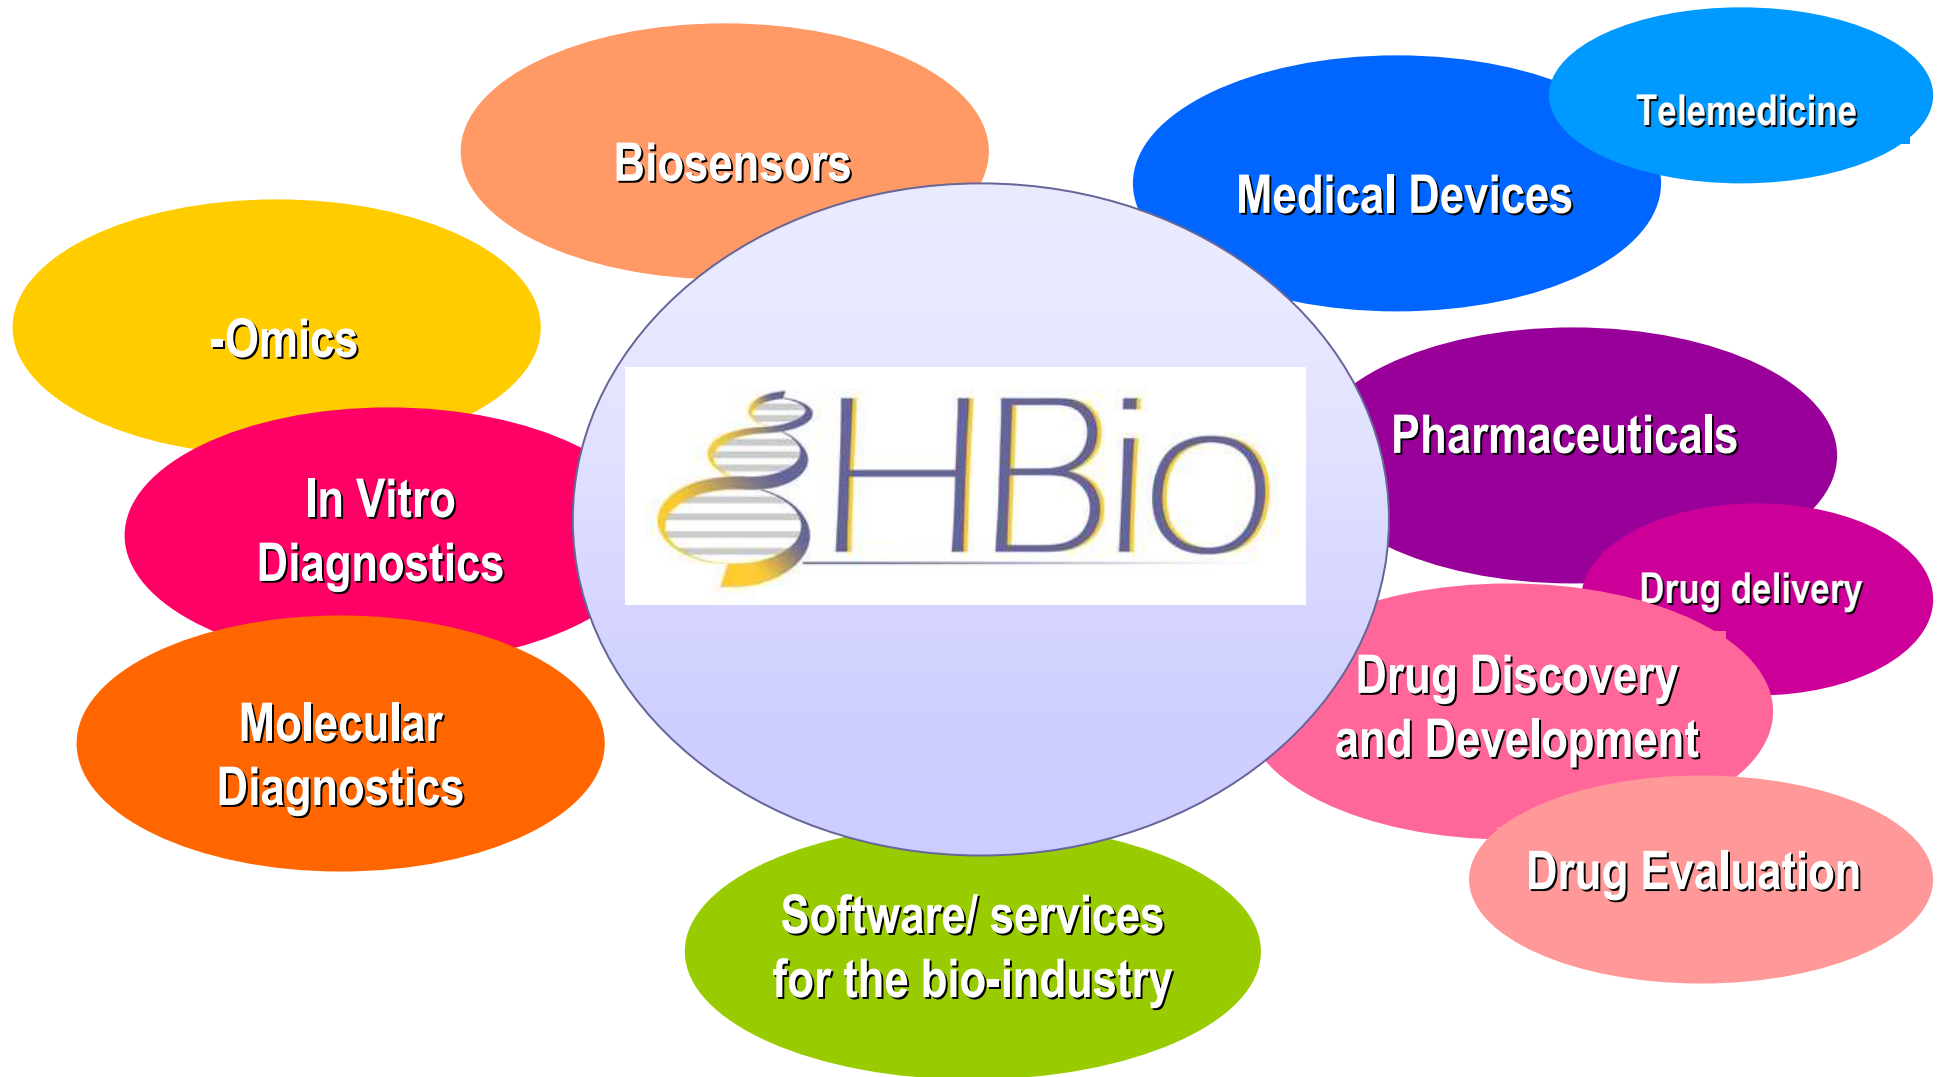 Telemedicine
Biosensors
Medical Devices
-Omics
HBio
Pharmaceuticals
In Vitro
Diagnostics
Drug delivery
Drug Discovery
and Development
Molecular
Diagnostics
Drug Evaluation
Software/ services
for the bio-industry